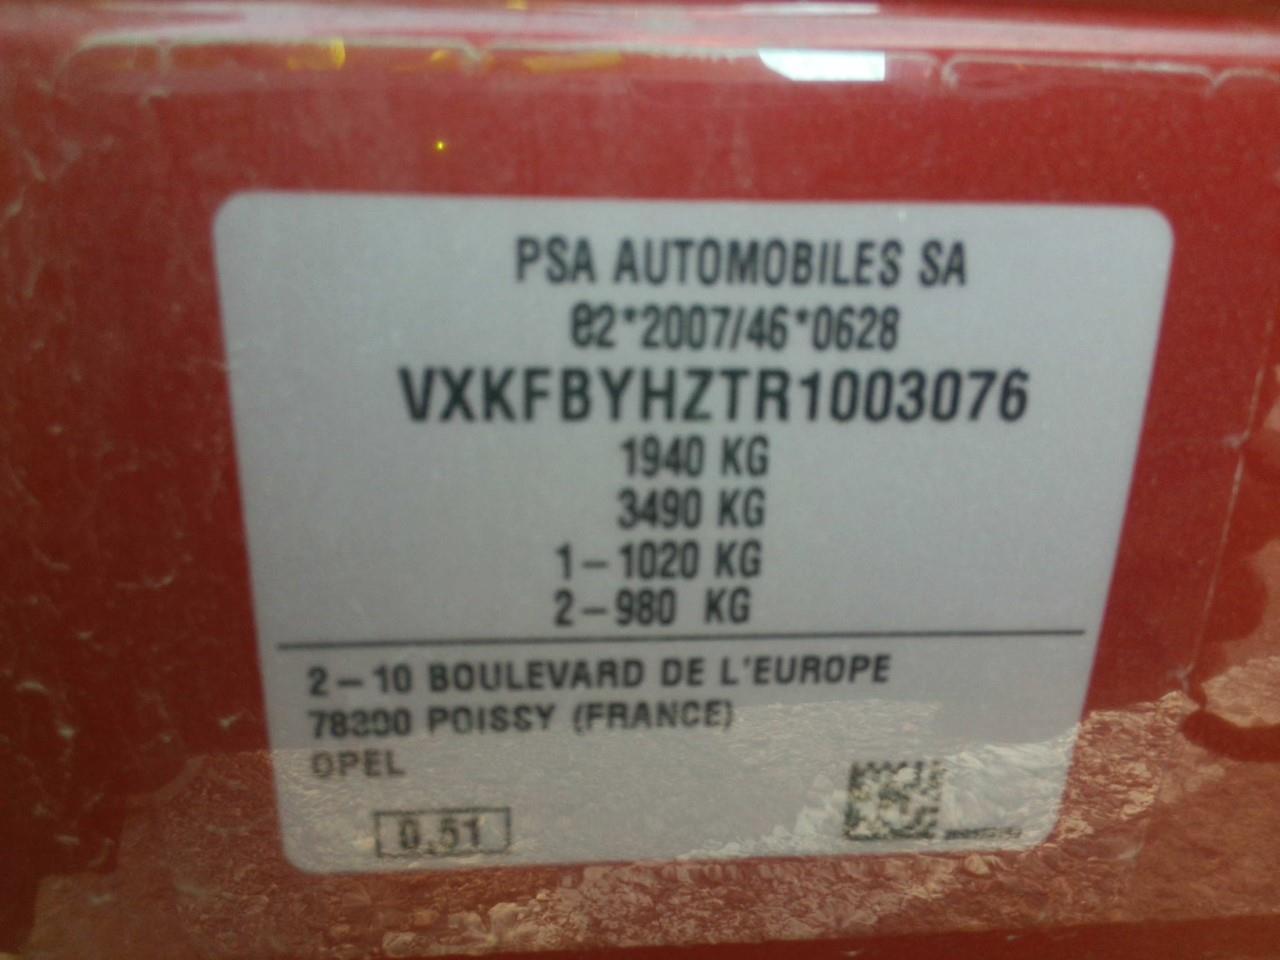 PSA AUTOMOBILES SA
e2*2007/46*0628
VXKFBYHZTR1003076
1940 KG
3490 KG
1-1020 KG
2-980 KG
2-10 BOULEVARD DE L'EUROPE
78300 POISSY (FRANCE)
OPEL
0.51